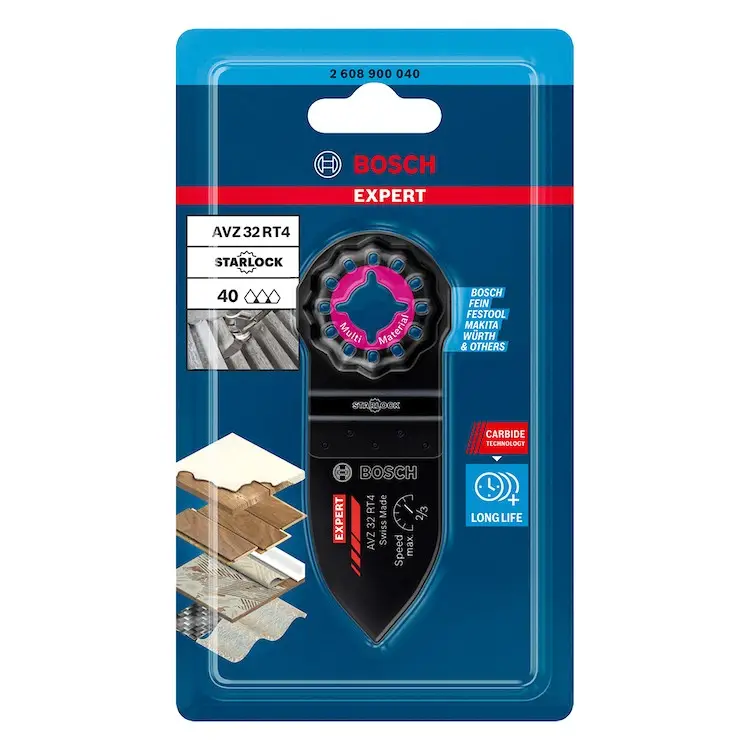 2 608 900 040
BOSCH
EXPERT
AVZ 32 RT4
STARLOCK
40
BOSCH
FEIN
FESTOOL
MAKITA
WÜRTH
& OTHERS
Multi Material
STARLOCK
CARBIDE
TECHNOLOGY
LONG LIFE
BOSCH
EXPERT
AVZ 32 RT4
Swiss Made
Speed
max. 2/3